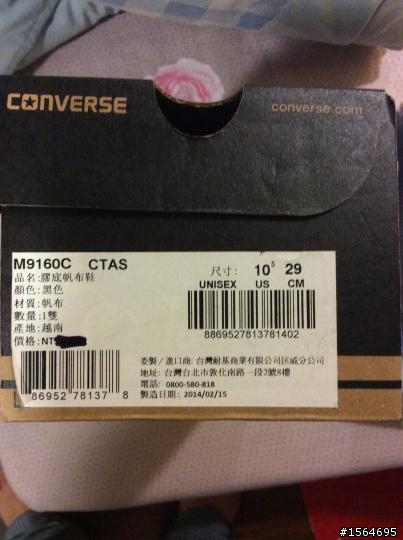 CONVERSE
converse.com
M9160C CTAS
品名:膠底帆布鞋
顏色:黑色
材質:帆布
數量:1雙
產地:越南
價格:NT$
尺寸: 10⁵ 29
UNISEX US CM
8869527813781402
86952 78137 8
委製/進口商: 台灣耐基商業有限公司匡威分公司
地址: 台灣台北市敦化南路一段2號8樓
電話: 0800-580-818
製造日期: 2014/02/15
#1564695